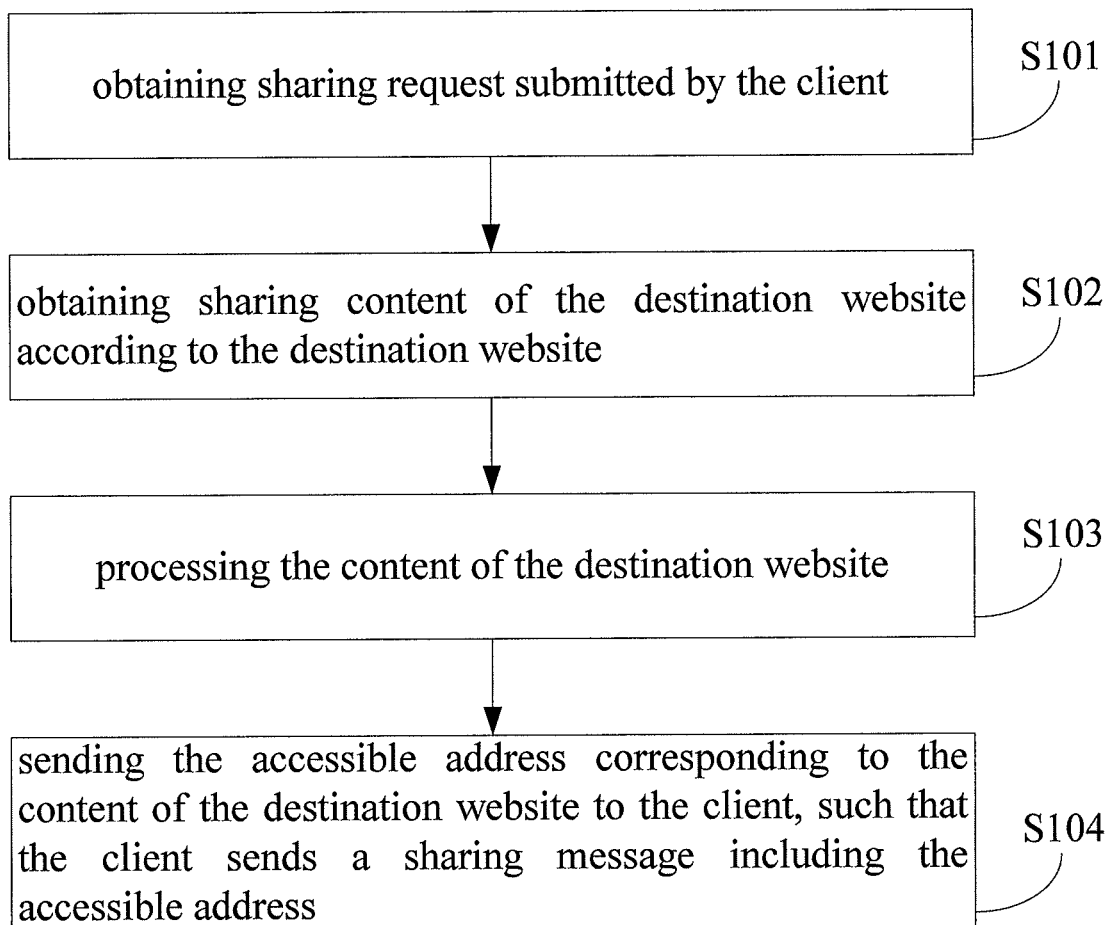 obtaining sharing request submitted by the client
S101
obtaining sharing content of the destination website
according to the destination website
S102
processing the content of the destination website
S103
sending the accessible address corresponding to the
content of the destination website to the client, such that
the client sends a sharing message including the
accessible address
S104